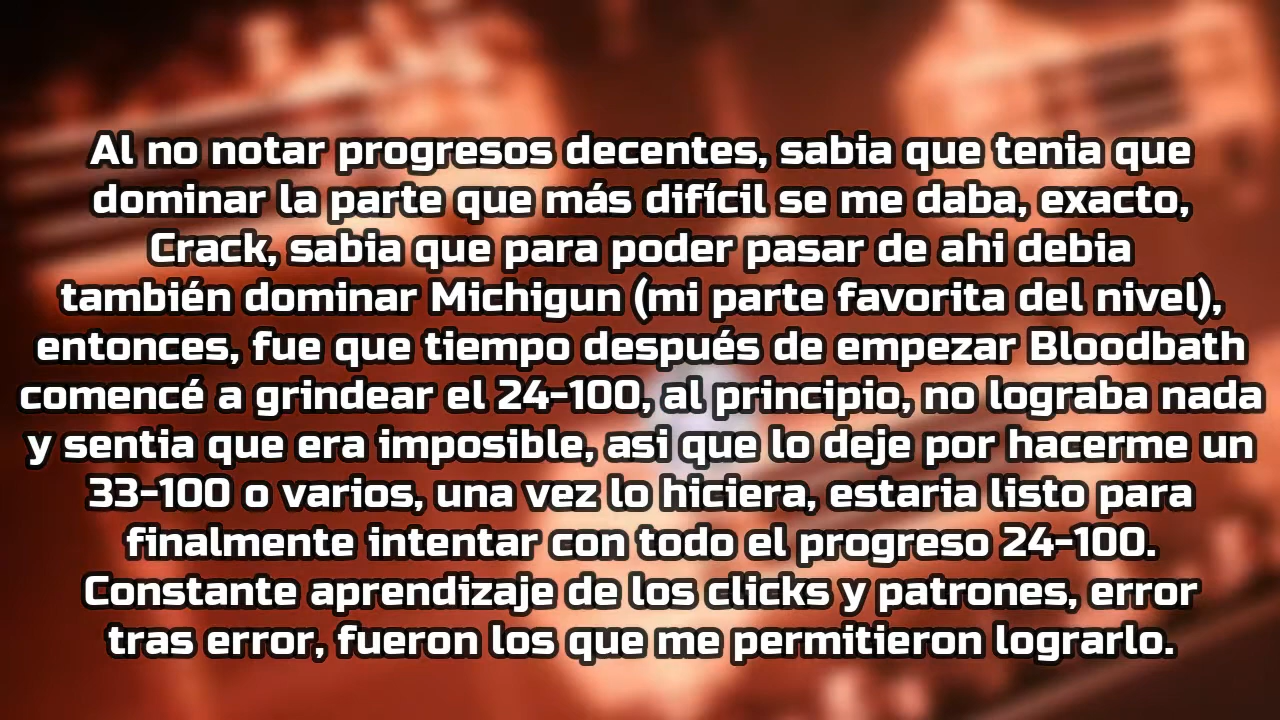 Al no notar progresos decentes, sabia que tenia que
dominar la parte que más difícil se me daba, exacto,
Crack, sabia que para poder pasar de ahi debia
también dominar Michigun (mi parte favorita del nivel),
entonces, fue que tiempo después de empezar Bloodbath
comencé a grindear el 24-100, al principio, no lograba nada
y sentia que era imposible, asi que lo deje por hacerme un
33-100 o varios, una vez lo hiciera, estaria listo para
finalmente intentar con todo el progreso 24-100.
Constante aprendizaje de los clicks y patrones, error
tras error, fueron los que me permitieron lograrlo.